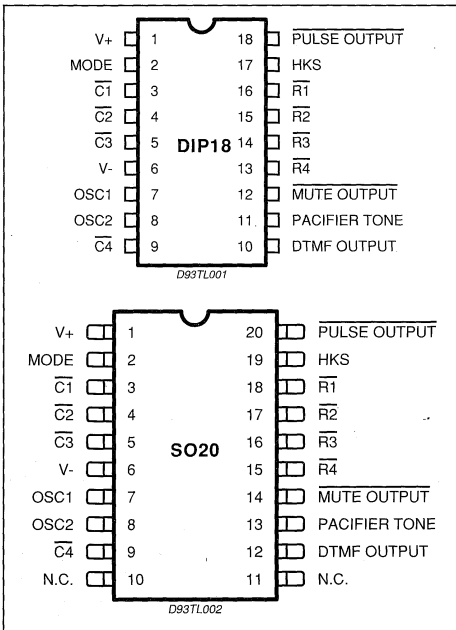 V+ 1 18 PULSE OUTPUT
MODE 2 17 HKS
C1 3 16 R1
C2 4 15 R2
C3 5 DIP18 14 R3
V- 6 13 R4
OSC1 7 12 MUTE OUTPUT
OSC2 8 11 PACIFIER TONE
C4 9 10 DTMF OUTPUT
D93TL001
V+ 1 20 PULSE OUTPUT
MODE 2 19 HKS
C1 3 18 R1
C2 4 17 R2
C3 5 16 R3
SO20
V- 6 15 R4
OSC1 7 14 MUTE OUTPUT
OSC2 8 13 PACIFIER TONE
C4 9 12 DTMF OUTPUT
N.C. 10 11 N.C.
D93TL002